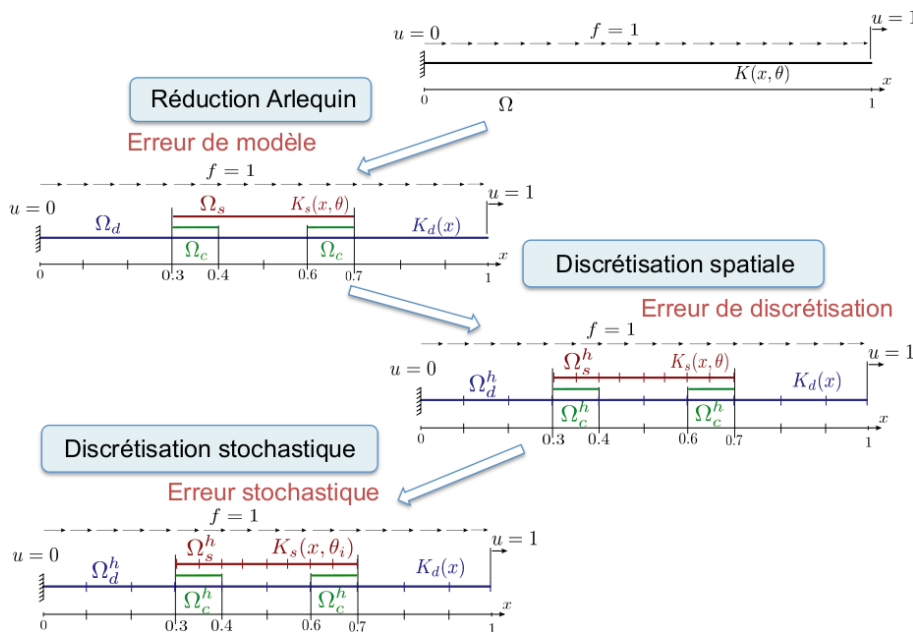 u = 0
f = 1
u = 1
K(x, θ)
0
Ω
1
x
Réduction Arlequin
Erreur de modèle
f = 1
u = 1
u = 0
Ω_d
Ω_s
K_s(x, θ)
K_d(x)
Ω_c
Ω_c
x
0
0.3
0.4
0.6
0.7
1
Discrétisation spatiale
Erreur de discrétisation
f = 1
u = 1
u = 0
Ω_d^h
Ω_s^h
K_s(x, θ)
K_d(x)
Ω_c^h
Ω_c^h
x
0
0.3
0.4
0.6
0.7
1
Discrétisation stochastique
Erreur stochastique
f = 1
u = 1
u = 0
Ω_d^h
Ω_s^h
K_s(x, θ_i)
K_d(x)
Ω_c^h
Ω_c^h
x
0
0.3
0.4
0.6
0.7
1